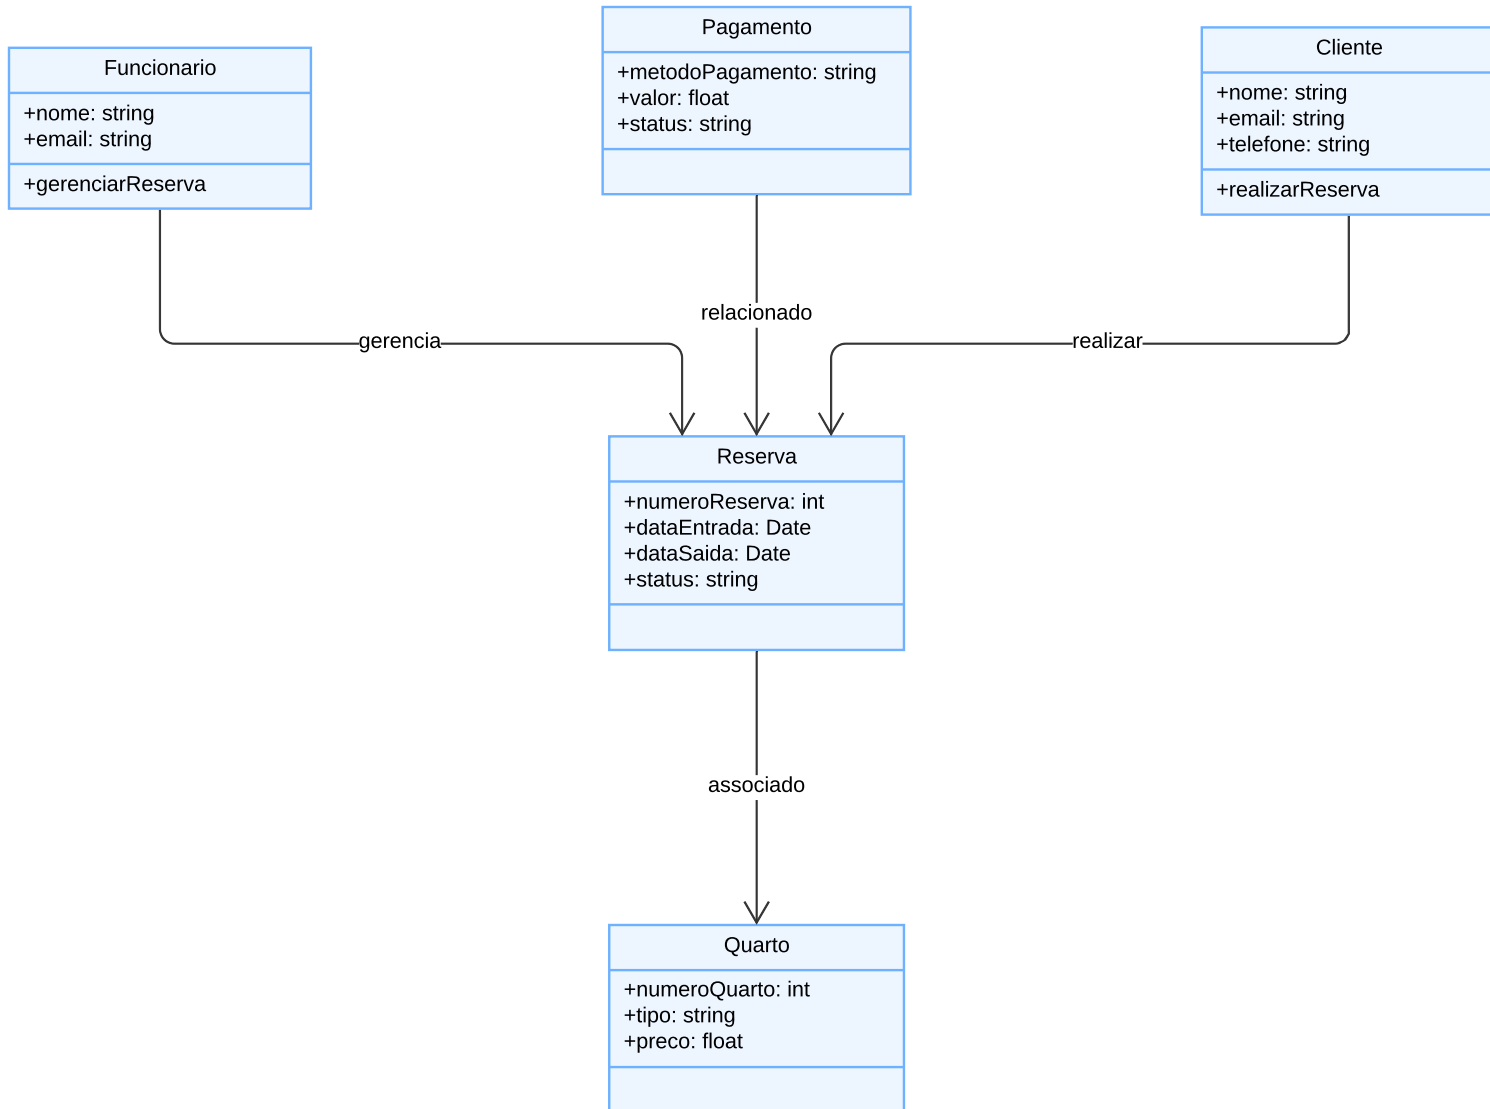 Funcionario
+nome: string
+email: string
+gerenciarReserva
Pagamento
+metodoPagamento: string
+valor: float
+status: string
Cliente
+nome: string
+email: string
+telefone: string
+realizarReserva
gerencia
relacionado
realizar
Reserva
+numeroReserva: int
+dataEntrada: Date
+dataSaida: Date
+status: string
associado
Quarto
+numeroQuarto: int
+tipo: string
+preco: float